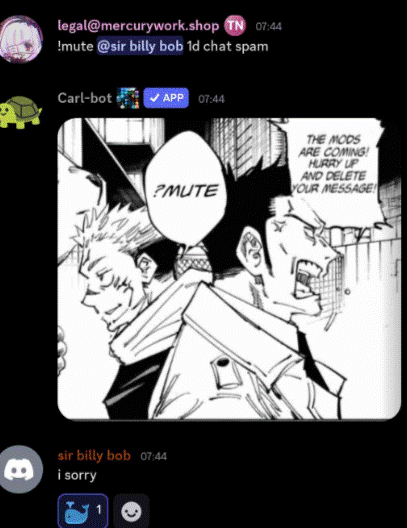 legal@mercurywork.shop TN 07:44
!mute @sir billy bob 1d chat spam
Carl-bot ✓ APP 07:44
THE MODS
ARE COMING!
HURRY UP
AND DELETE
YOUR MESSAGE!
?MUTE
sir billy bob 07:44
i sorry
1